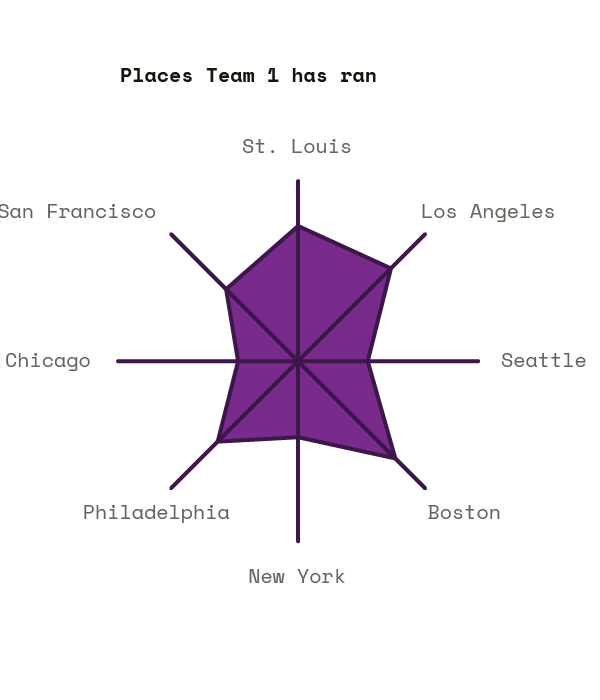 Places Team 1 has ran
St. Louis
San Francisco
Los Angeles
Chicago
Seattle
Philadelphia
Boston
New York